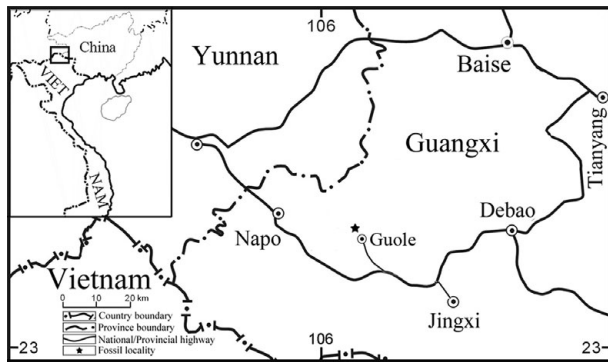 106
China
VIET
NAM
Yunnan
Baise
Tianyang
Guangxi
Napo
Guole
Debao
Jingxi
Vietnam
0 10 20 km
Country boundary
Province boundary
National/Provincial highway
Fossil locality
23
106
23